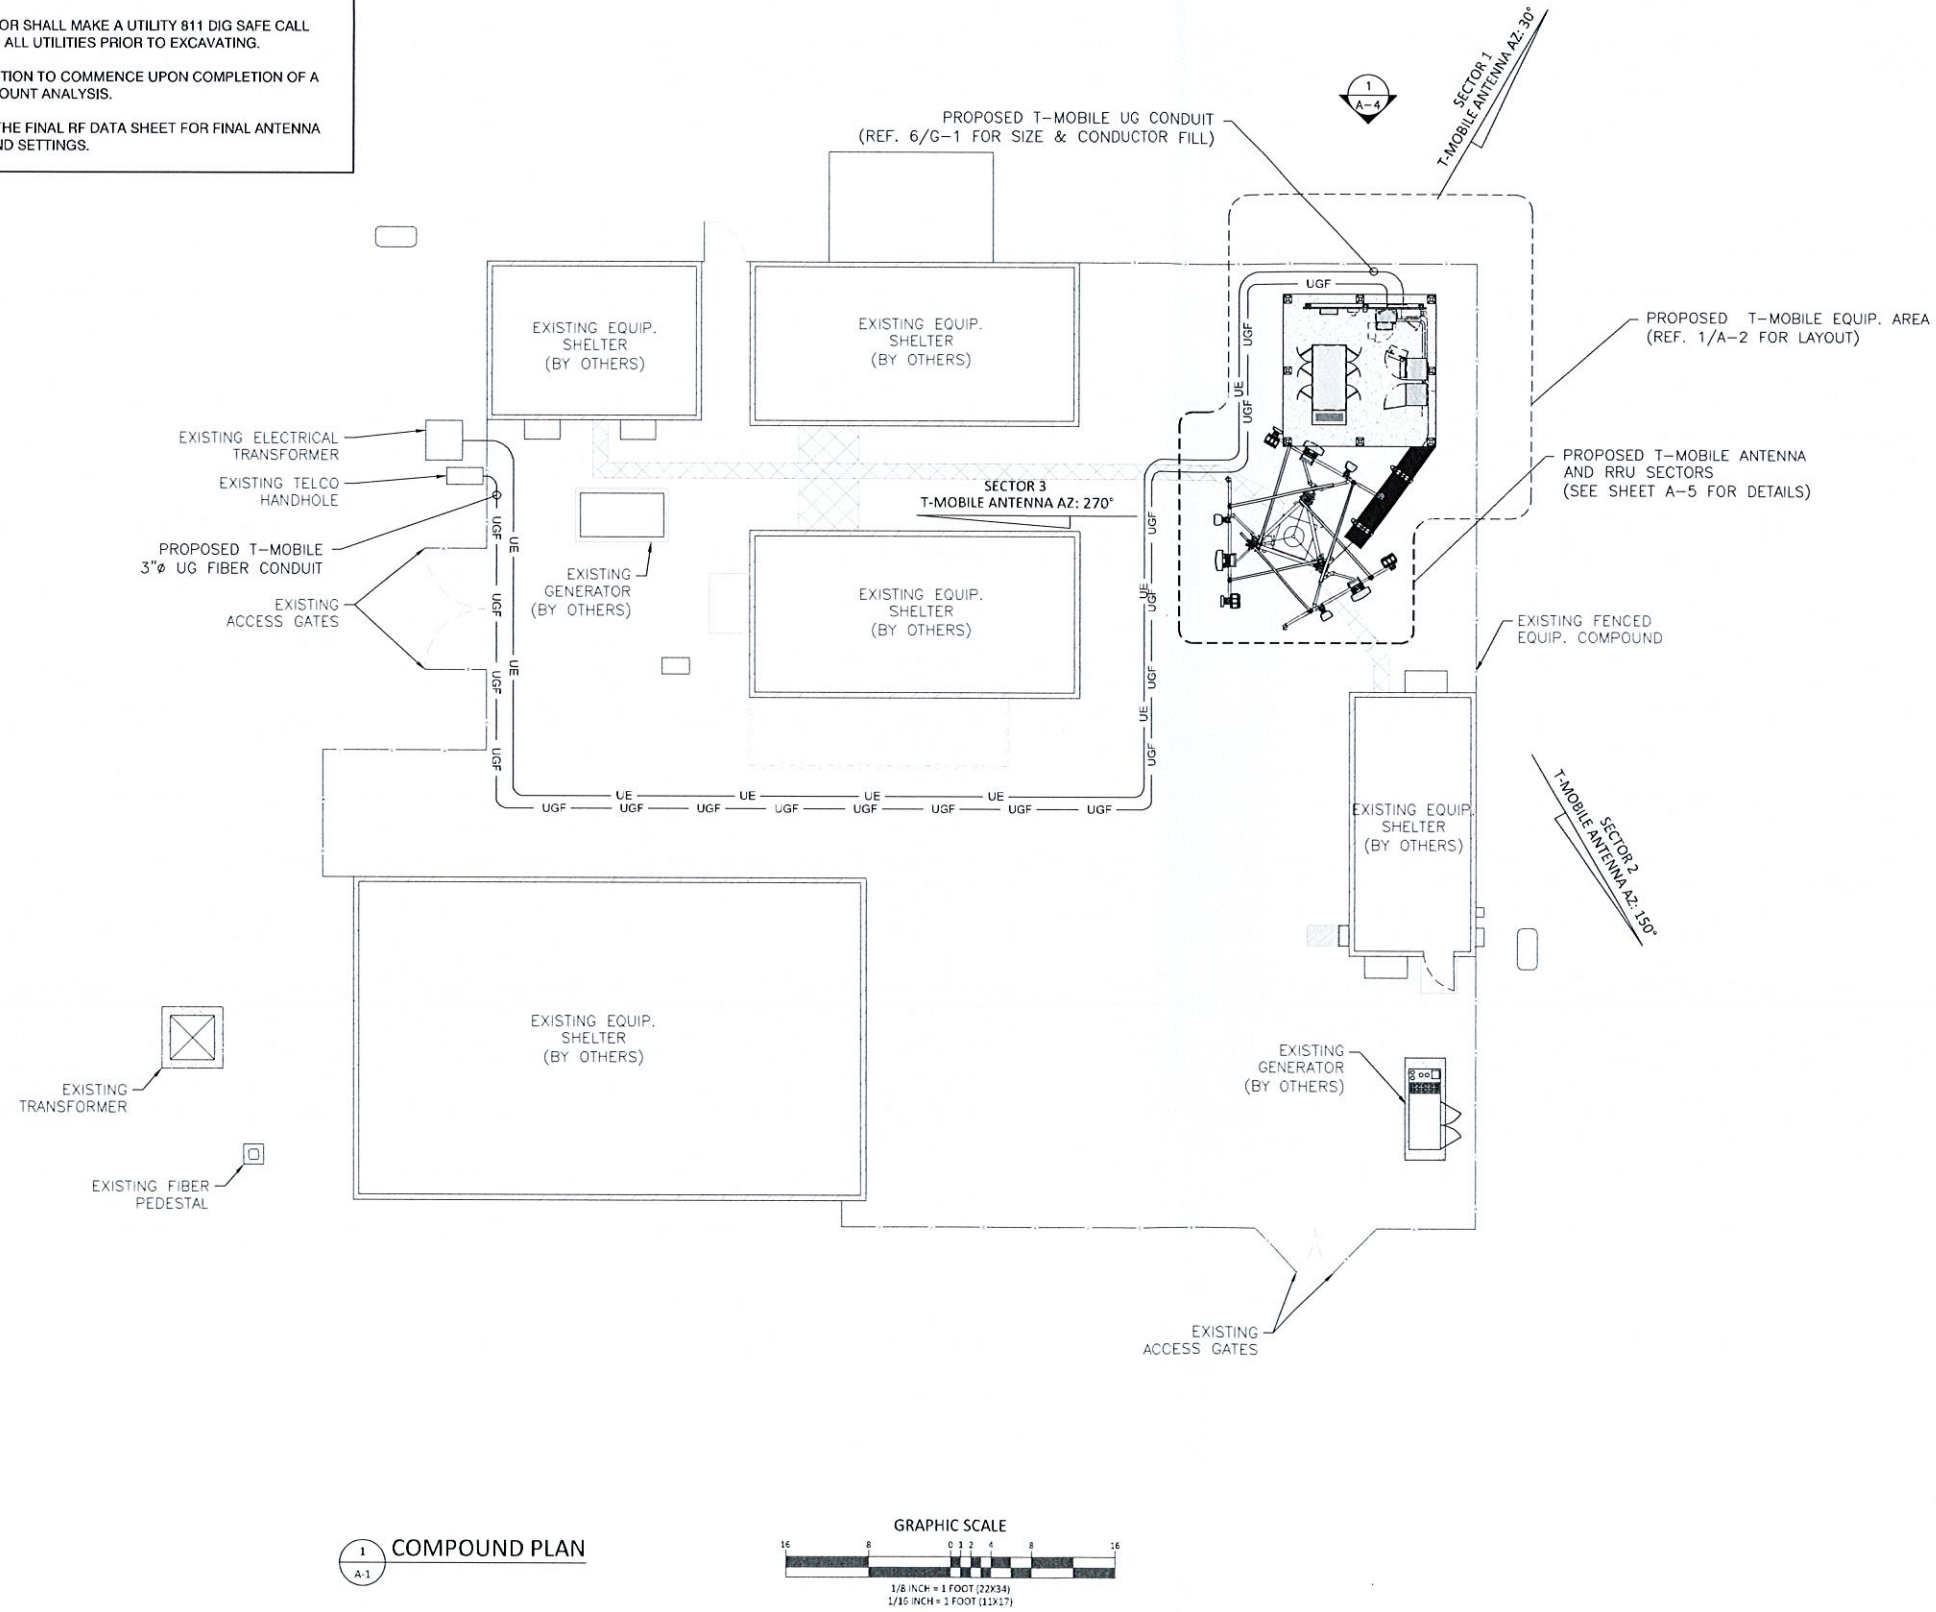 OR SHALL MAKE A UTILITY 811 DIG SAFE CALL
ALL UTILITIES PRIOR TO EXCAVATING.
TION TO COMMENCE UPON COMPLETION OF A
OUNT ANALYSIS.
THE FINAL RF DATA SHEET FOR FINAL ANTENNA
ND SETTINGS.
1
A-4
SECTOR 1
T-MOBILE ANTENNA AZ: 30°
PROPOSED T-MOBILE UG CONDUIT
(REF. 6/G-1 FOR SIZE & CONDUCTOR FILL)
UGF
UGF
UE
UGF
EXISTING EQUIP.
SHELTER
(BY OTHERS)
EXISTING EQUIP.
SHELTER
(BY OTHERS)
PROPOSED T-MOBILE EQUIP. AREA
(REF. 1/A-2 FOR LAYOUT)
EXISTING ELECTRICAL
TRANSFORMER
EXISTING TELCO
HANDHOLE
PROPOSED T-MOBILE
3"ø UG FIBER CONDUIT
EXISTING
ACCESS GATES
PROPOSED T-MOBILE ANTENNA
AND RRU SECTORS
(SEE SHEET A-5 FOR DETAILS)
SECTOR 3
T-MOBILE ANTENNA AZ: 270°
EXISTING
GENERATOR
(BY OTHERS)
EXISTING EQUIP.
SHELTER
(BY OTHERS)
EXISTING FENCED
EQUIP. COMPOUND
UGF
UE
UGF
UE
UGF
UGF
UGF
UE
UGF
UGF
UE
UGF
UE
UE
UE
UE
UGF
UGF
UGF
UGF
UGF
UGF
UGF
UGF
EXISTING EQUIP.
SHELTER
(BY OTHERS)
SECTOR 2
T-MOBILE ANTENNA AZ: 150°
EXISTING EQUIP.
SHELTER
(BY OTHERS)
EXISTING
GENERATOR
(BY OTHERS)
EXISTING
TRANSFORMER
EXISTING FIBER
PEDESTAL
EXISTING
ACCESS GATES
1
A-1
COMPOUND PLAN
GRAPHIC SCALE
16 8 0 1 2 4 8 16
1/8 INCH = 1 FOOT (22X34)
1/16 INCH = 1 FOOT (11X17)